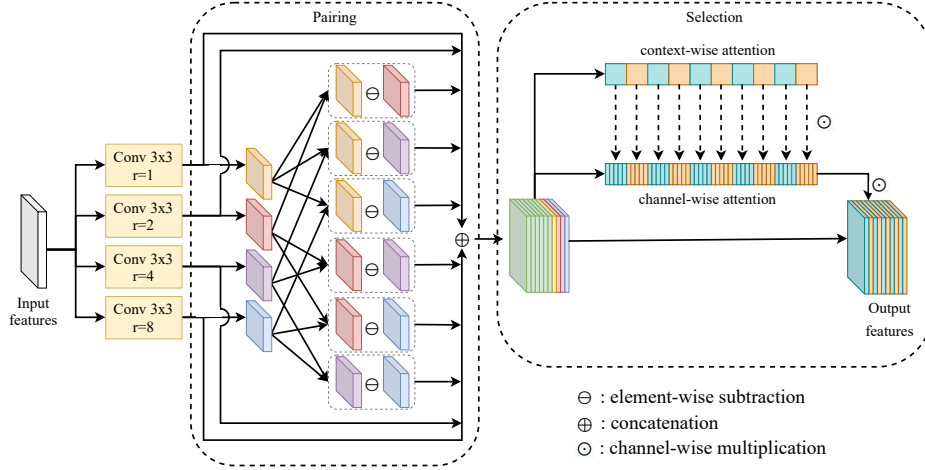 Pairing
Selection
context-wise attention
channel-wise attention
Conv 3x3
r=1
Conv 3x3
r=2
Conv 3x3
r=4
Conv 3x3
r=8
Input
features
Output
features
⊖ : element-wise subtraction
⊕ : concatenation
⊙ : channel-wise multiplication